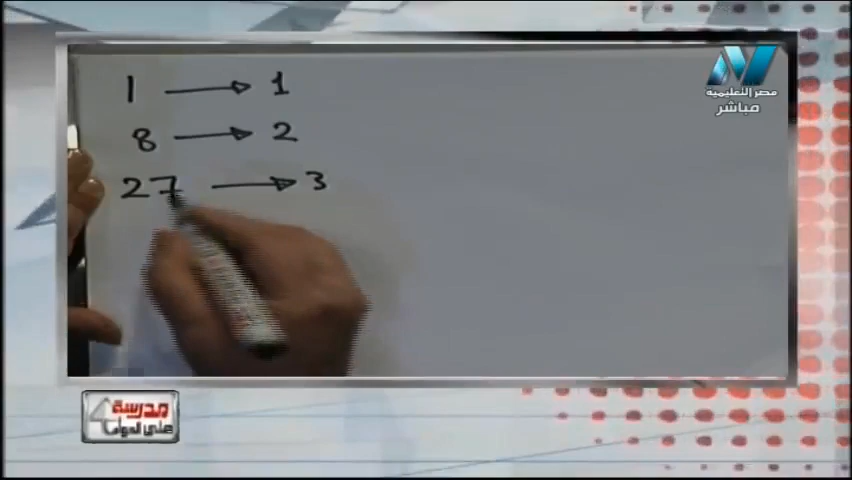 1 → 1
8 → 2
27 → 3
مصر التعليمية
مباشر
مدرسة
على الهواء